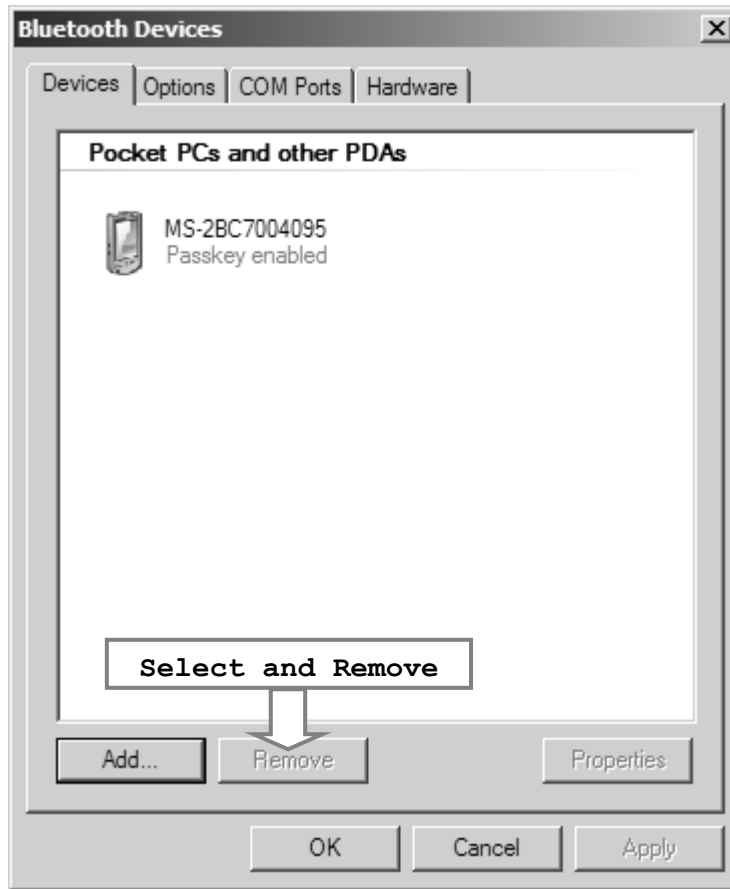 Bluetooth Devices
Devices Options COM Ports Hardware
Pocket PCs and other PDAs
MS-2BC7004095
Passkey enabled
Select and Remove
Add... Remove Properties
OK Cancel Apply